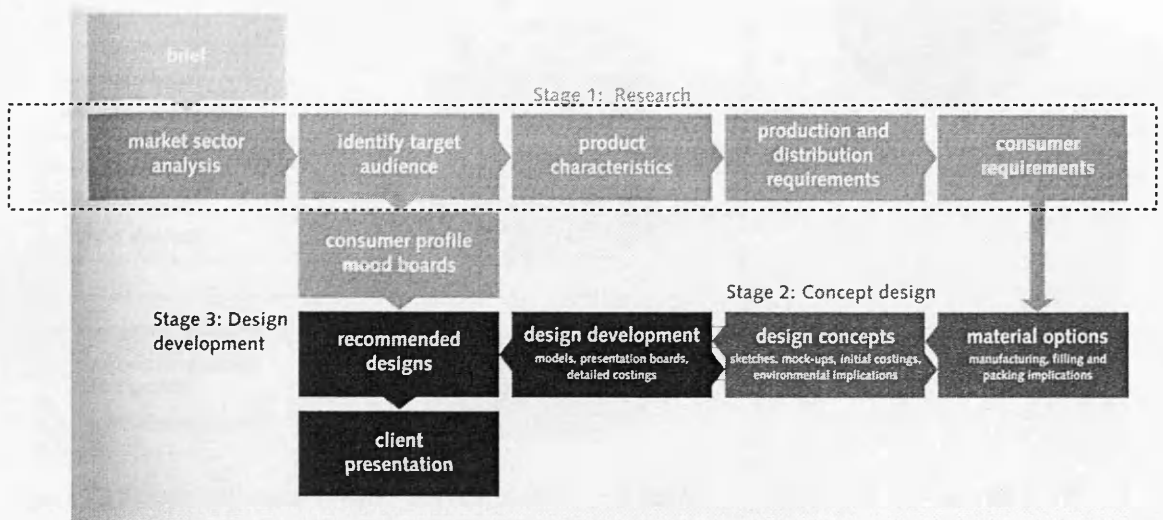 brief
Stage 1: Research
market sector
analysis
identify target
audience
product
characteristics
production and
distribution
requirements
consumer
requirements
consumer profile
mood boards
Stage 2: Concept design
Stage 3: Design
development
recommended
designs
design development
models, presentation boards,
detailed costings
design concepts
sketches, mock-ups, initial costings,
environmental implications
material options
manufacturing, filling and
packing implications
client
presentation